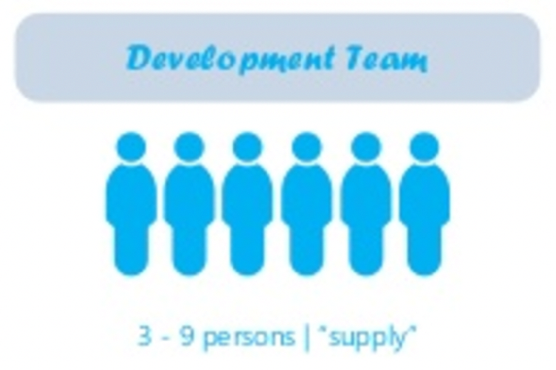 Development Team
3 - 9 persons | "supply"